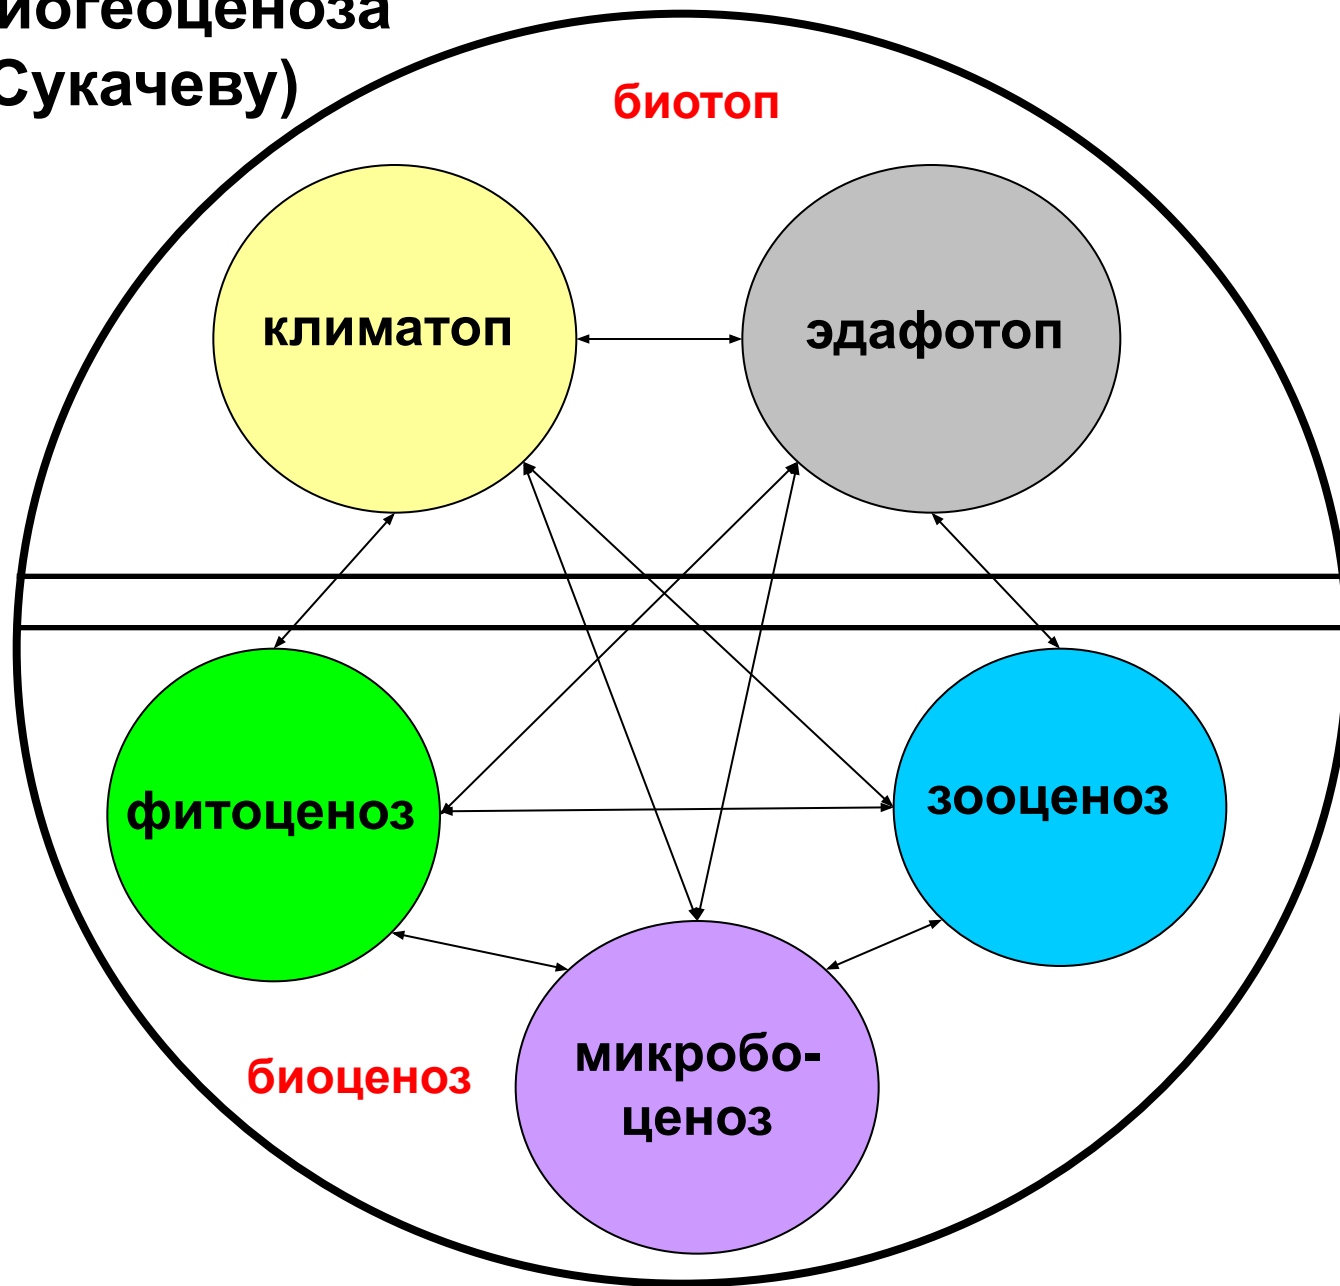 иогеоценоза
Сукачеву)
биотоп
климатоп
эдафотоп
фитоценоз
зооценоз
микробо-
ценоз
биоценоз